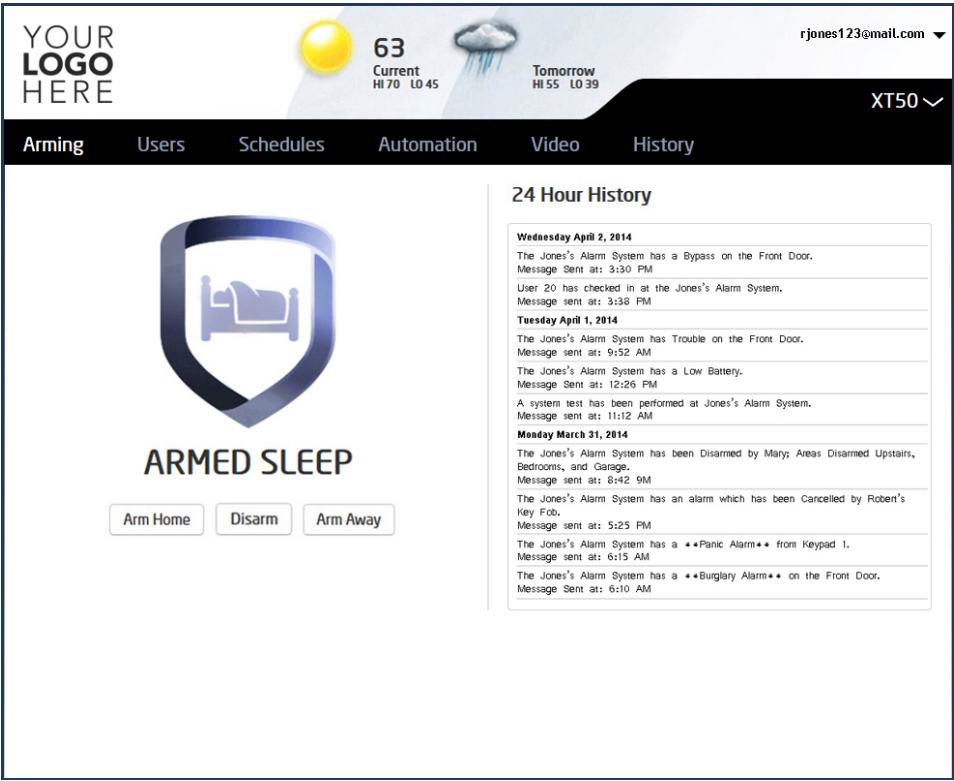 YOUR
LOGO
HERE
63
Current
HI 70 LO 45
Tomorrow
HI 55 LO 39
rjones123@mail.com
XT50
Arming Users Schedules Automation Video History
ARMED SLEEP
Arm Home Disarm Arm Away
24 Hour History
Wednesday April 2, 2014
The Jones's Alarm System has a Bypass on the Front Door.
Message Sent at: 3:30 PM
User 20 has checked in at the Jones's Alarm System.
Message sent at: 3:38 PM
Tuesday April 1, 2014
The Jones's Alarm System has Trouble on the Front Door.
Message sent at: 9:52 AM
The Jones's Alarm System has a Low Battery.
Message Sent at: 12:26 PM
A system test has been performed at Jones's Alarm System.
Message sent at: 11:12 AM
Monday March 31, 2014
The Jones's Alarm System has been Disarmed by Mary; Areas Disarmed Upstairs,
Bedrooms, and Garage.
Message sent at: 8:42 9M
The Jones's Alarm System has an alarm which has been Cancelled by Robert's
Key Fob.
Message sent at: 5:25 PM
The Jones's Alarm System has a **Panic Alarm** from Keypad 1.
Message sent at: 6:15 AM
The Jones's Alarm System has a **Burglary Alarm** on the Front Door.
Message Sent at: 6:10 AM